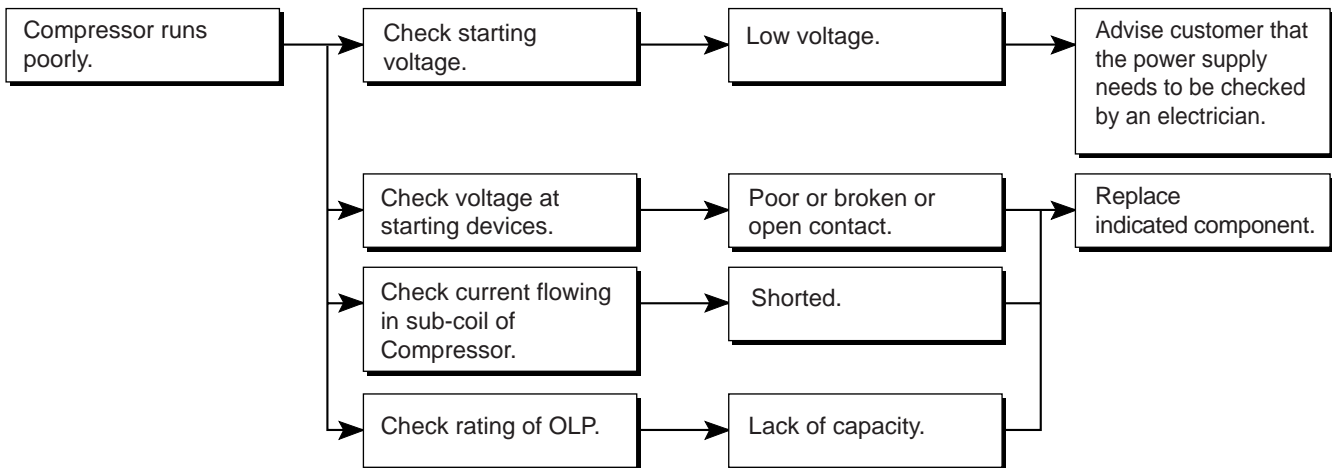 Compressor runs
poorly.
Check starting
voltage.
Low voltage.
Advise customer that
the power supply
needs to be checked
by an electrician.
Check voltage at
starting devices.
Poor or broken or
open contact.
Replace
indicated component.
Check current flowing
in sub-coil of
Compressor.
Shorted.
Check rating of OLP.
Lack of capacity.